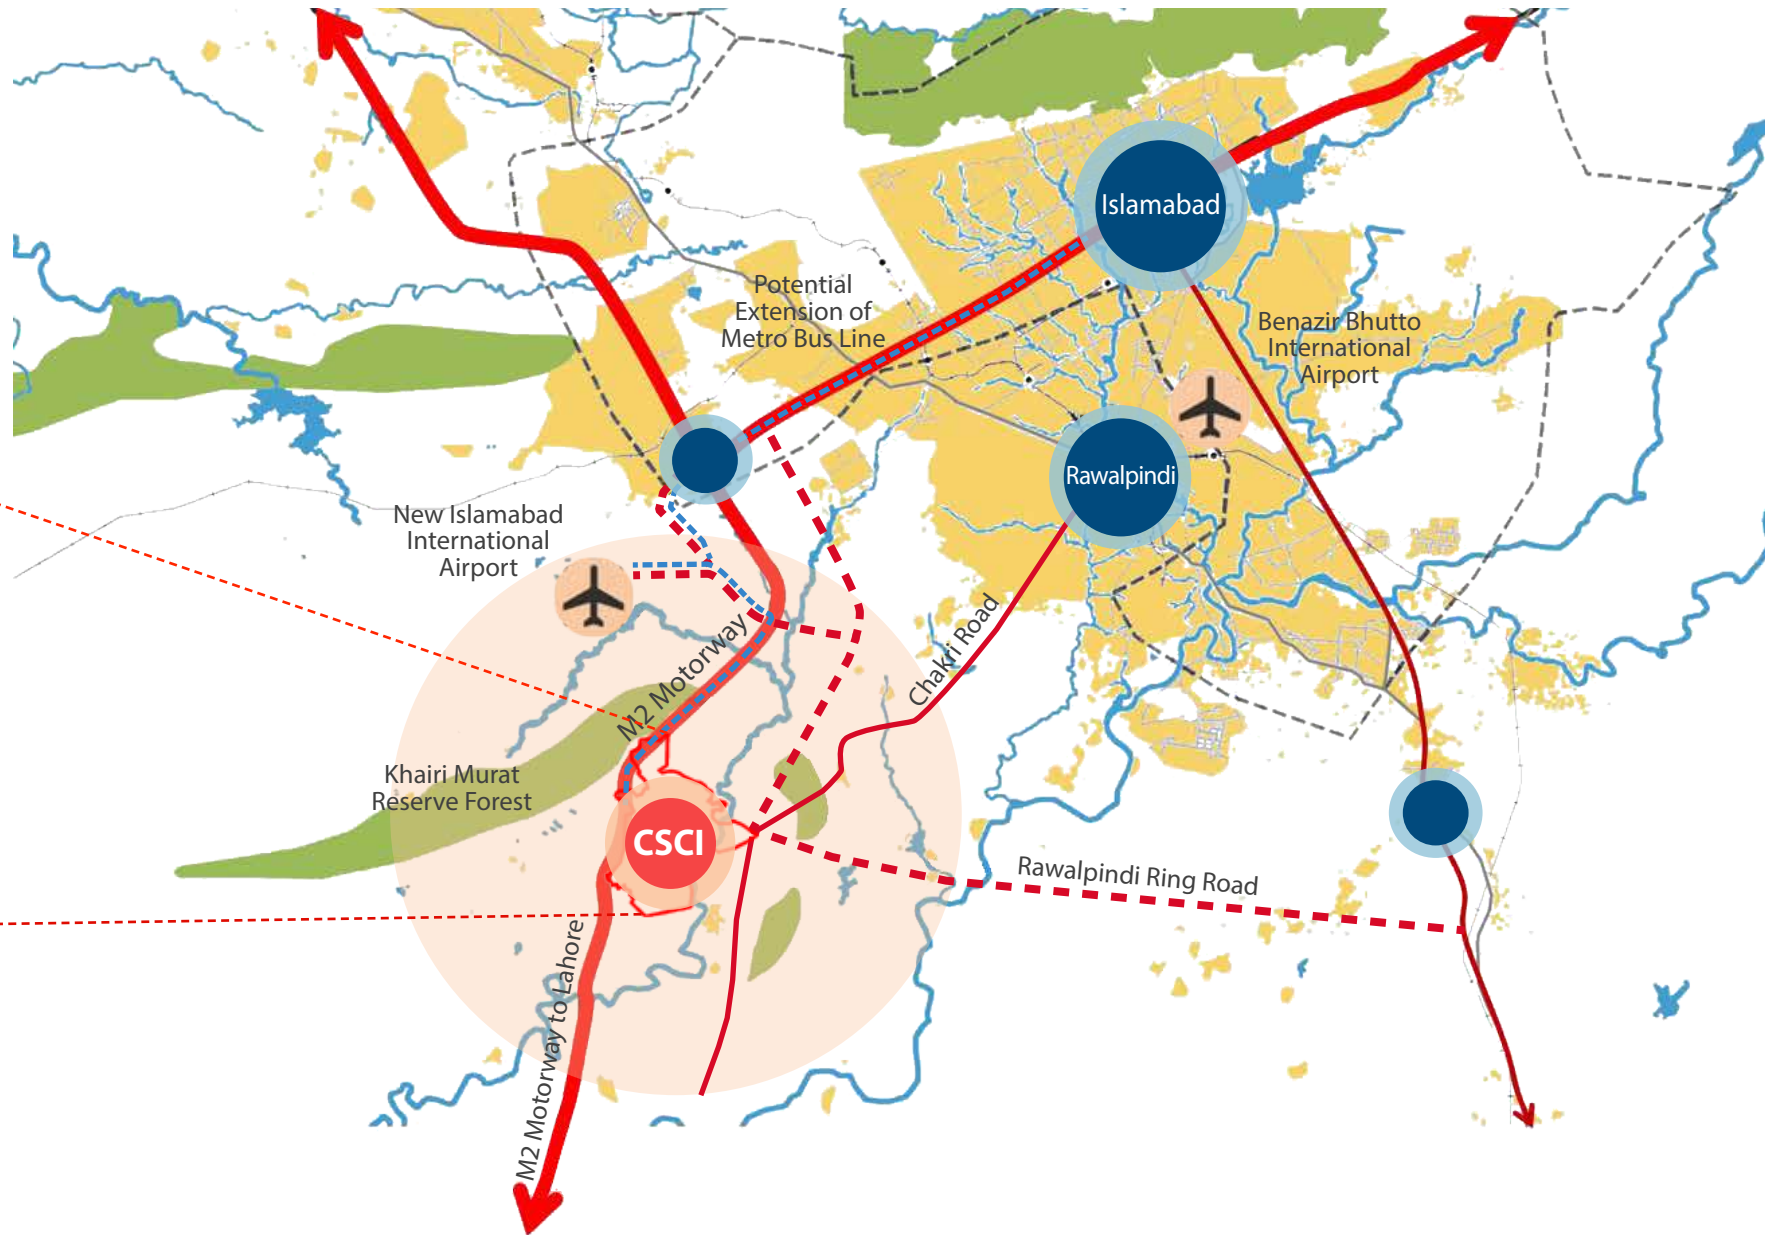 Islamabad
Potential
Extension of
Metro Bus Line
Benazir Bhutto
International
Airport
Rawalpindi
New Islamabad
International
Airport
M2 Motorway
Chakri Road
Khairi Murat
Reserve Forest
CSCI
Rawalpindi Ring Road
M2 Motorway to Lahore